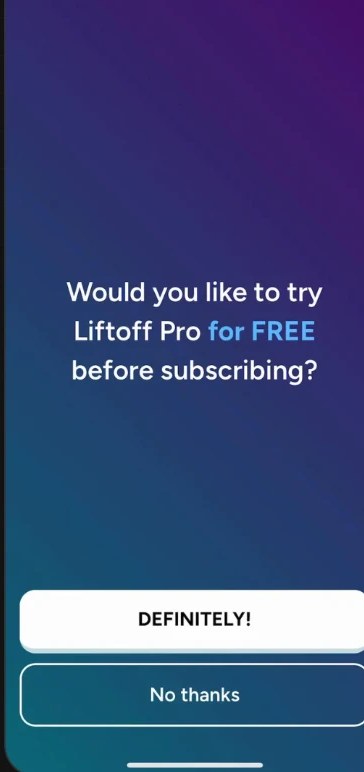 Would you like to try
Liftoff Pro for FREE
before subscribing?
DEFINITELY!
No thanks